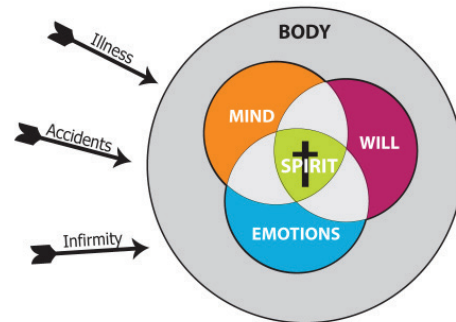 Illness
BODY
Accidents
MIND
WILL
SPIRIT
Infirmity
EMOTIONS